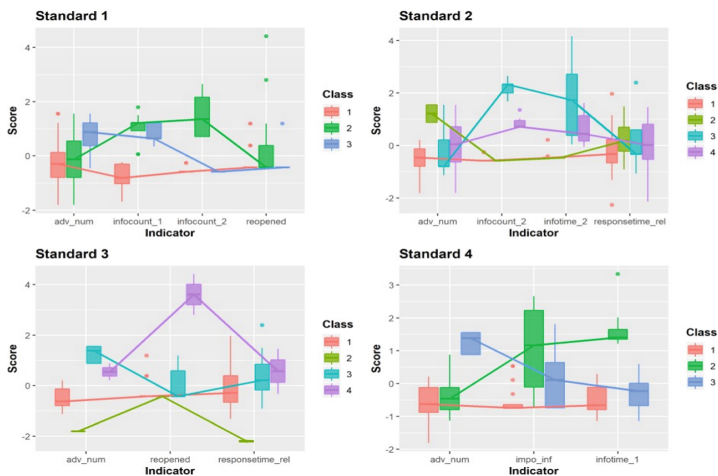 Standard 1
4
2
0
-2
Score
adv_num infocount_1 infocount_2 reopened
Indicator
Class
1
2
3
Standard 2
4
2
0
-2
Score
adv_num infocount_2 infotime_2 responsetime_rel
Indicator
Class
1
2
3
4
Standard 3
4
2
0
-2
Score
adv_num reopened responsetime_rel
Indicator
Class
1
2
3
4
Standard 4
3
2
1
0
-1
-2
Score
adv_num impo_inf infotime_1
Indicator
Class
1
2
3